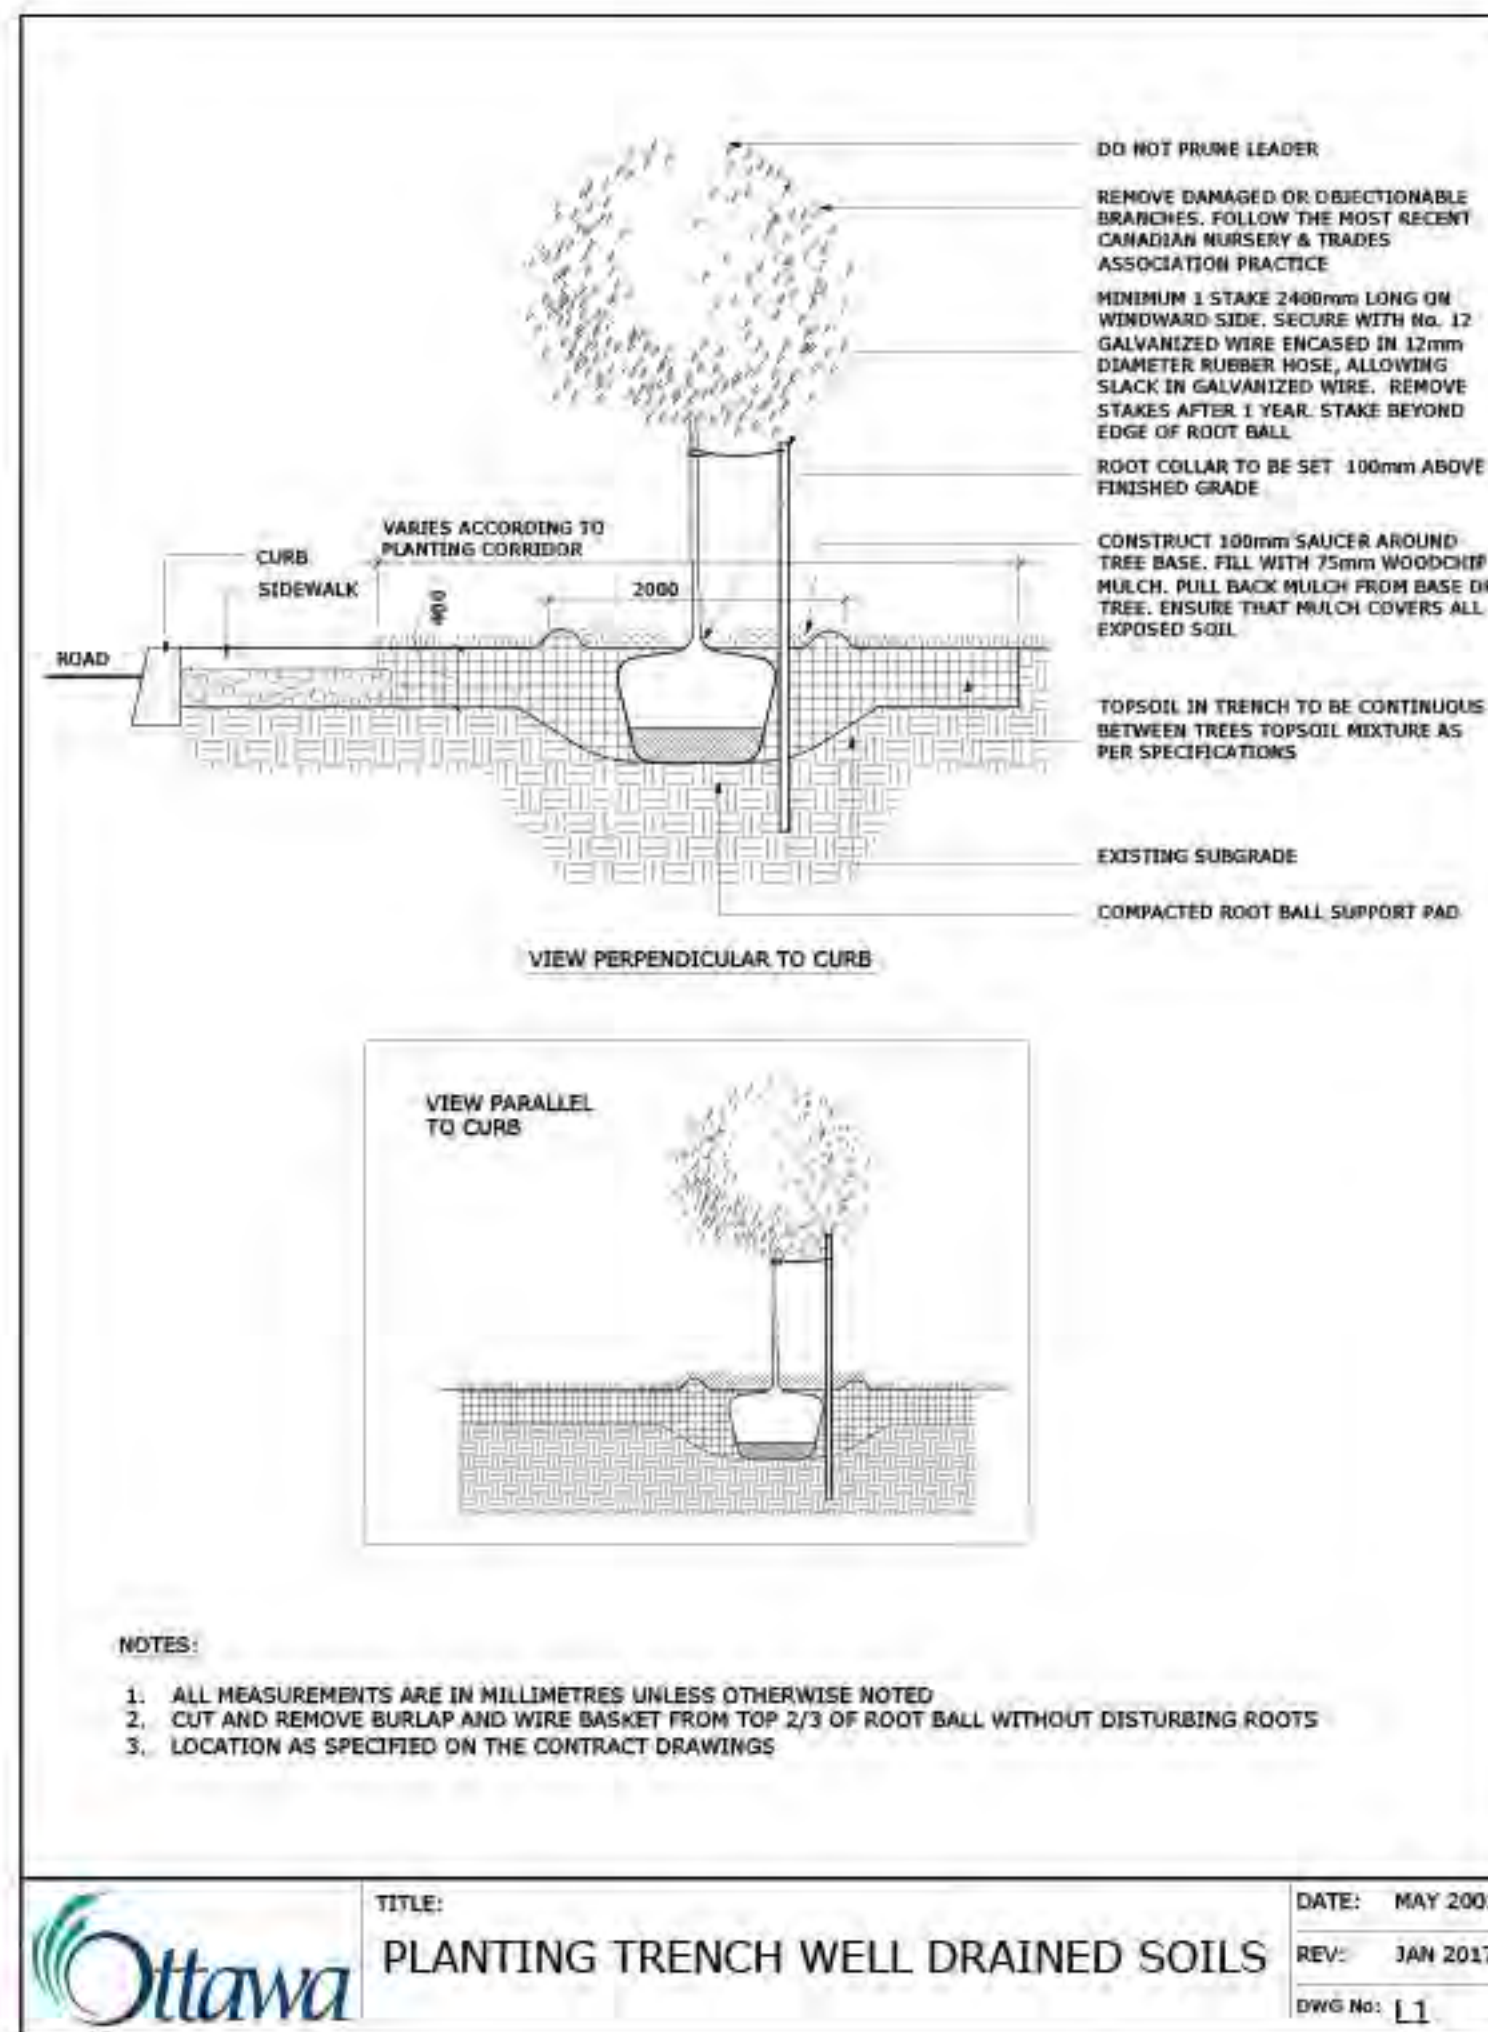 DO NOT PRUNE LEADER
REMOVE DAMAGED OR OBJECTIONABLE
BRANCHES. FOLLOW THE MOST RECENT
CANADIAN NURSERY & TRADES
ASSOCIATION PRACTICE
MINIMUM 1 STAKE 2400mm LONG ON
WINDWARD SIDE. SECURE WITH No. 12
GALVANIZED WIRE ENCASED IN 12mm
DIAMETER RUBBER HOSE, ALLOWING
SLACK IN GALVANIZED WIRE. REMOVE
STAKES AFTER 1 YEAR. STAKE BEYOND
EDGE OF ROOT BALL
ROOT COLLAR TO BE SET 100mm ABOVE
FINISHED GRADE
CONSTRUCT 100mm SAUCER AROUND
TREE BASE. FILL WITH 75mm WOODCHIP
MULCH. PULL BACK MULCH FROM BASE
TREE. ENSURE THAT MULCH COVERS ALL
EXPOSED SOIL
TOPSOIL IN TRENCH TO BE CONTINUOUS
BETWEEN TREES TOPSOIL MIXTURE AS
PER SPECIFICATIONS
EXISTING SUBGRADE
COMPACTED ROOT BALL SUPPORT PAD
VARIES ACCORDING TO
PLANTING CORRIDOR
CURB
SIDEWALK
400
2000
ROAD
VIEW PERPENDICULAR TO CURB
VIEW PARALLEL
TO CURB
NOTES:
1. ALL MEASUREMENTS ARE IN MILLIMETRES UNLESS OTHERWISE NOTED
2. CUT AND REMOVE BURLAP AND WIRE BASKET FROM TOP 2/3 OF ROOT BALL WITHOUT DISTURBING ROOTS
3. LOCATION AS SPECIFIED ON THE CONTRACT DRAWINGS
Ottawa
TITLE:
PLANTING TRENCH WELL DRAINED SOILS
DATE: MAY
REV: JAN 2017
DWG No: L1